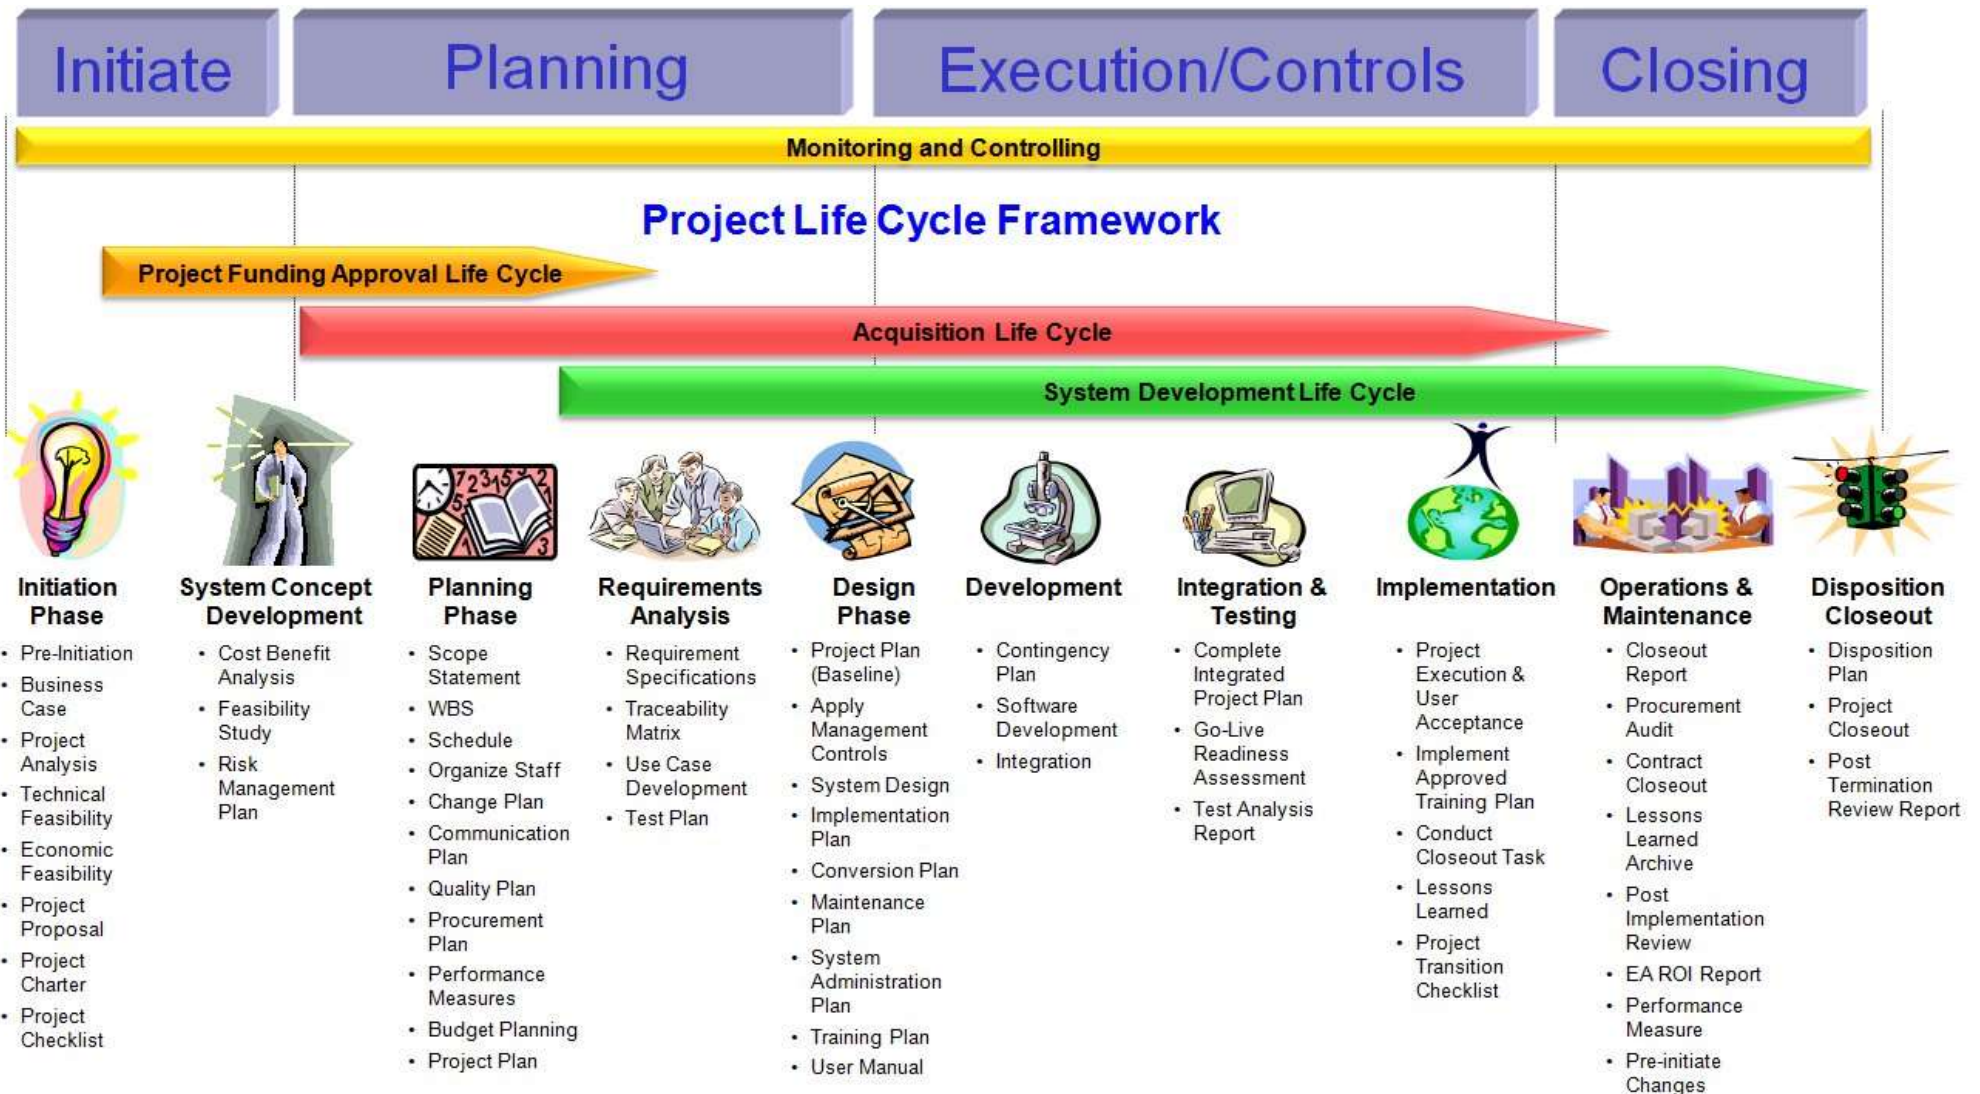 Initiate
Planning
Execution/Controls
Closing
Monitoring and Controlling
Project Life Cycle Framework
Project Funding Approval Life Cycle
Acquisition Life Cycle
System Development Life Cycle
Initiation
Phase
• Pre-Initiation
• Business
Case
• Project
Analysis
• Technical
Feasibility
• Economic
Feasibility
• Project
Proposal
• Project
Charter
• Project
Checklist
System Concept
Development
• Cost Benefit
Analysis
• Feasibility
Study
• Risk
Management
Plan
Planning
Phase
• Scope
Statement
• WBS
• Schedule
• Organize Staff
• Change Plan
• Communication
Plan
• Quality Plan
• Procurement
Plan
• Performance
Measures
• Budget Planning
• Project Plan
Requirements
Analysis
• Requirement
Specifications
• Traceability
Matrix
• Use Case
Development
• Test Plan
Design
Phase
• Project Plan
(Baseline)
• Apply
Management
Controls
• System Design
• Implementation
Plan
• Conversion Plan
• Maintenance
Plan
• System
Administration
Plan
• Training Plan
• User Manual
Development
• Contingency
Plan
• Software
Development
• Integration
Integration &
Testing
• Complete
Integrated
Project Plan
• Go-Live
Readiness
Assessment
• Test Analysis
Report
Implementation
• Project
Execution &
User
Acceptance
• Implement
Approved
Training Plan
• Conduct
Closeout Task
• Lessons
Learned
• Project
Transition
Checklist
Operations &
Maintenance
• Closeout
Report
• Procurement
Audit
• Contract
Closeout
• Lessons
Learned
Archive
• Post
Implementation
Review
• EA ROI Report
• Performance
Measure
• Pre-initiate
Changes
Disposition
Closeout
• Disposition
Plan
• Project
Closeout
• Post
Termination
Review Report